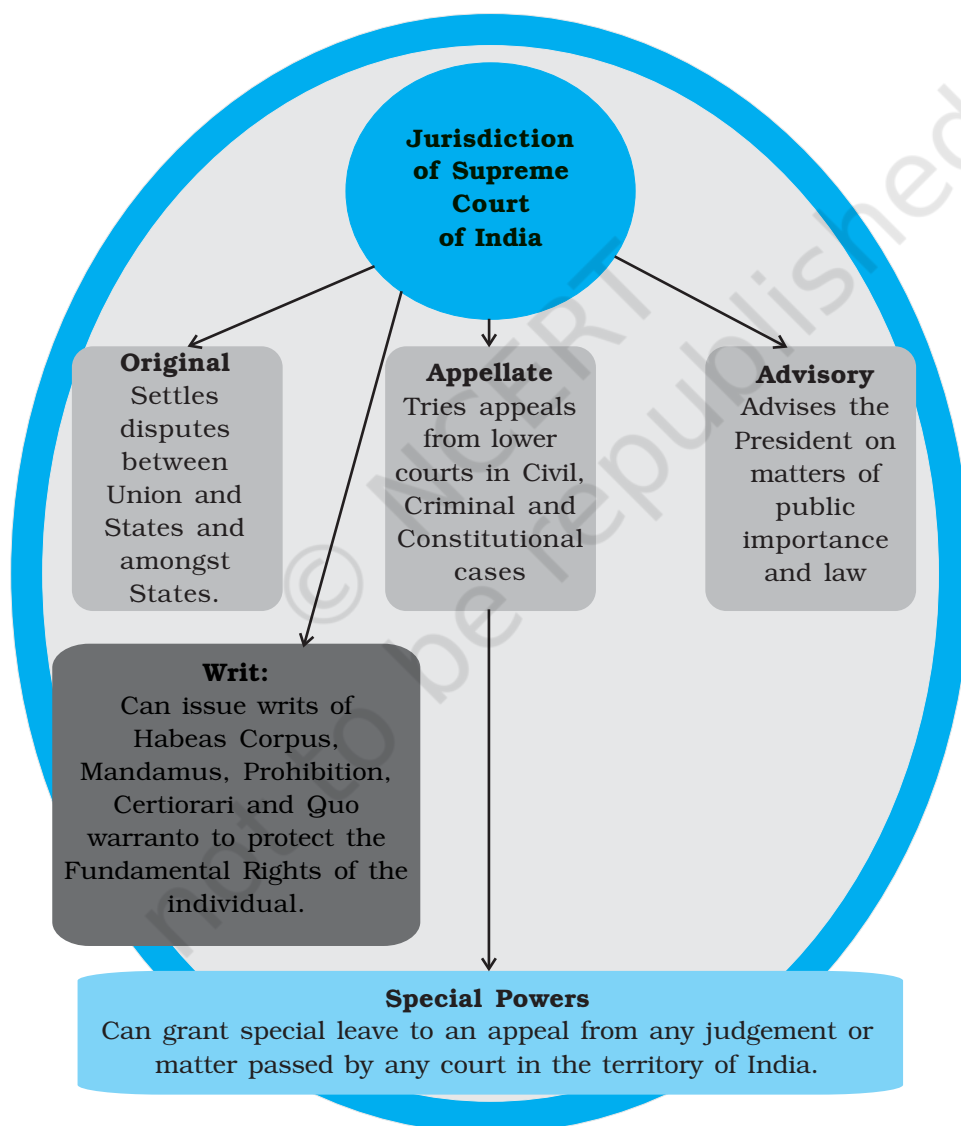 Jurisdiction
of Supreme
Court
of India
Original
Settles
disputes
between
Union and
States and
amongst
States.
Appellate
Tries appeals
from lower
courts in Civil,
Criminal and
Constitutional
cases
Advisory
Advises the
President on
matters of
public
importance
and law
Writ:
Can issue writs of
Habeas Corpus,
Mandamus, Prohibition,
Certiorari and Quo
warranto to protect the
Fundamental Rights of the
individual.
Special Powers
Can grant special leave to an appeal from any judgement or
matter passed by any court in the territory of India.
© NCERT
not to be republished